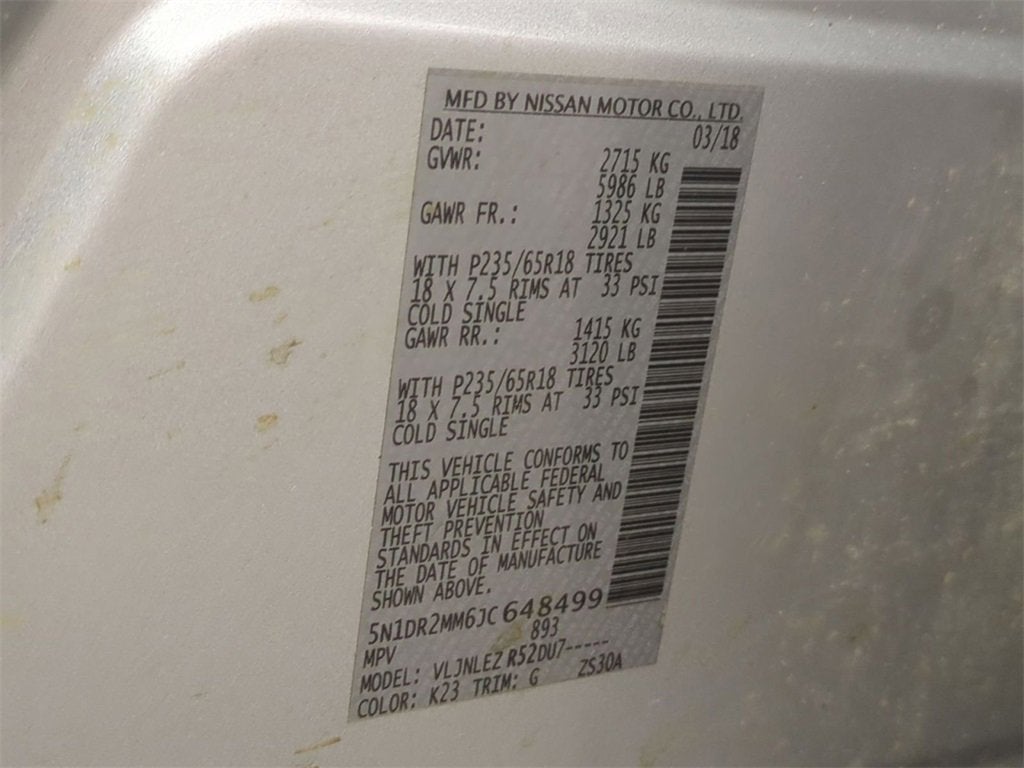 MFD BY NISSAN MOTOR CO., LTD.
DATE: 03/18
GVWR: 2715 KG
5986 LB
GAWR FR.: 1325 KG
2921 LB
WITH P235/65R18 TIRES
18 X 7.5 RIMS AT 33 PSI
COLD SINGLE
GAWR RR.: 1415 KG
3120 LB
WITH P235/65R18 TIRES
18 X 7.5 RIMS AT 33 PSI
COLD SINGLE
THIS VEHICLE CONFORMS TO
ALL APPLICABLE FEDERAL
MOTOR VEHICLE SAFETY AND
THEFT PREVENTION
STANDARDS IN EFFECT ON
THE DATE OF MANUFACTURE
SHOWN ABOVE.
5N1DR2MM6JC648499
MPV 893
MODEL: VLJNLEZ R52DU7-----
COLOR: K23 TRIM: G ZS30A